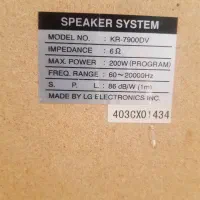 SPEAKER SYSTEM
MODEL NO. : KR-7900DV
IMPEDANCE : 6Ω
MAX. POWER : 200W (PROGRAM)
FREQ. RANGE : 60~20000Hz
S. P. L : 86 dB/W (1m)
MADE BY LG ELECTRONICS INC.
403CX01434